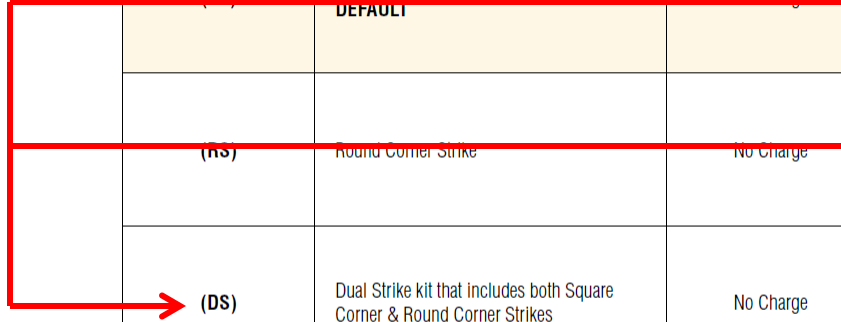 DEFAULT
(RS) Round Corner Strike No Charge
(DS) Dual Strike kit that includes both Square No Charge
Corner & Round Corner Strikes